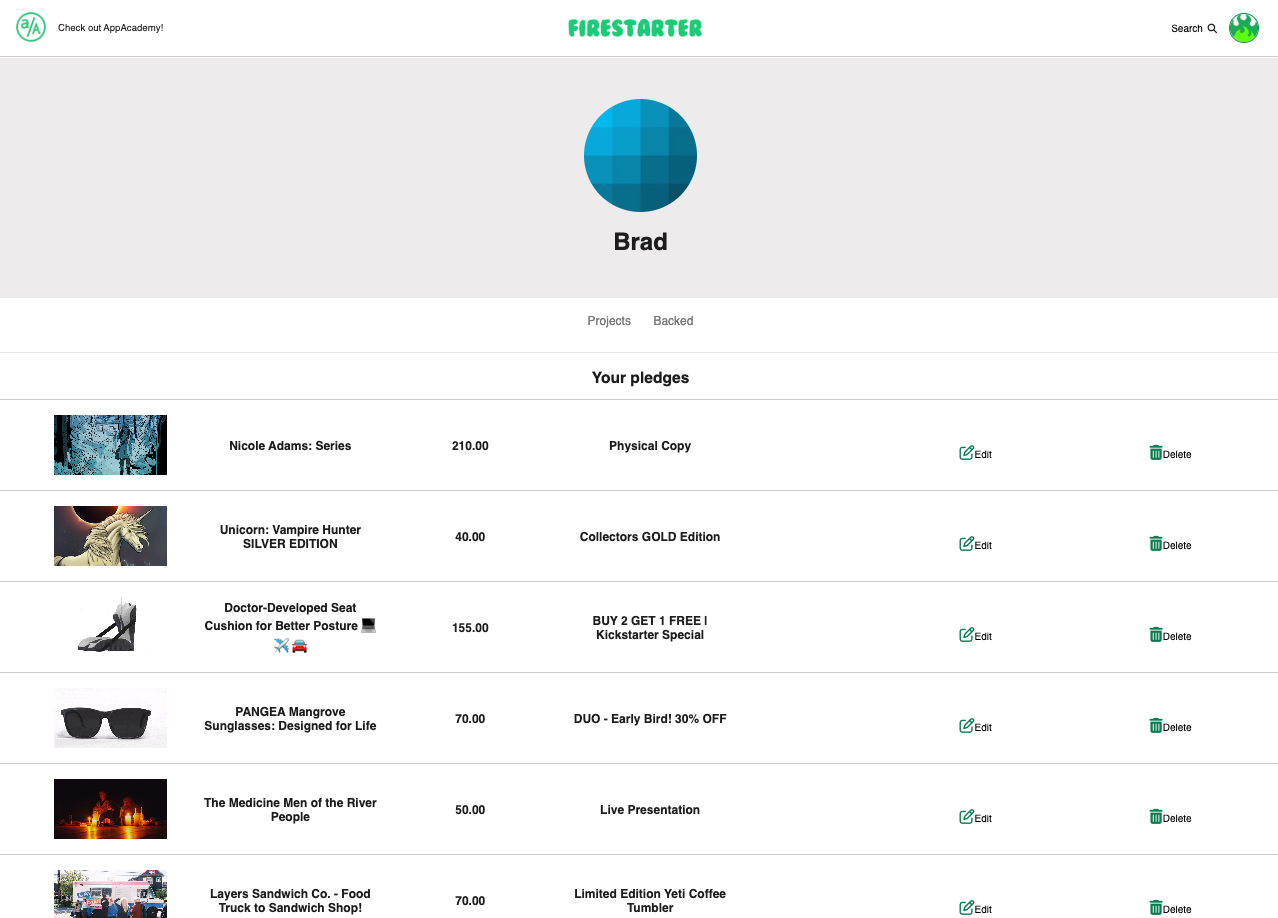 a/A
Check out AppAcademy!
FIRESTARTER
Search
Brad
Projects
Backed
Your pledges
Nicole Adams: Series
210.00
Physical Copy
Edit
Delete
Unicorn: Vampire Hunter
SILVER EDITION
40.00
Collectors GOLD Edition
Edit
Delete
Doctor-Developed Seat
Cushion for Better Posture 💻
✈️🚘
155.00
BUY 2 GET 1 FREE |
Kickstarter Special
Edit
Delete
PANGEA Mangrove
Sunglasses: Designed for Life
70.00
DUO - Early Bird! 30% OFF
Edit
Delete
The Medicine Men of the River
People
50.00
Live Presentation
Edit
Delete
Layers Sandwich Co. - Food
Truck to Sandwich Shop!
70.00
Limited Edition Yeti Coffee
Tumbler
Edit
Delete